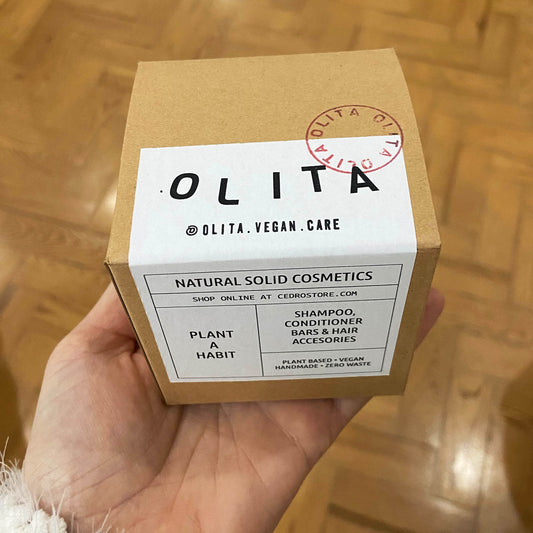 OLITA OLITA OLITA
OLITA
@OLITA.VEGAN.CARE
NATURAL SOLID COSMETICS
SHOP ONLINE AT CEDROSTORE.COM
PLANT
A
HABIT
SHAMPOO,
CONDITIONER
BARS & HAIR
ACCESORIES
PLANT BASED • VEGAN
HANDMADE • ZERO WASTE